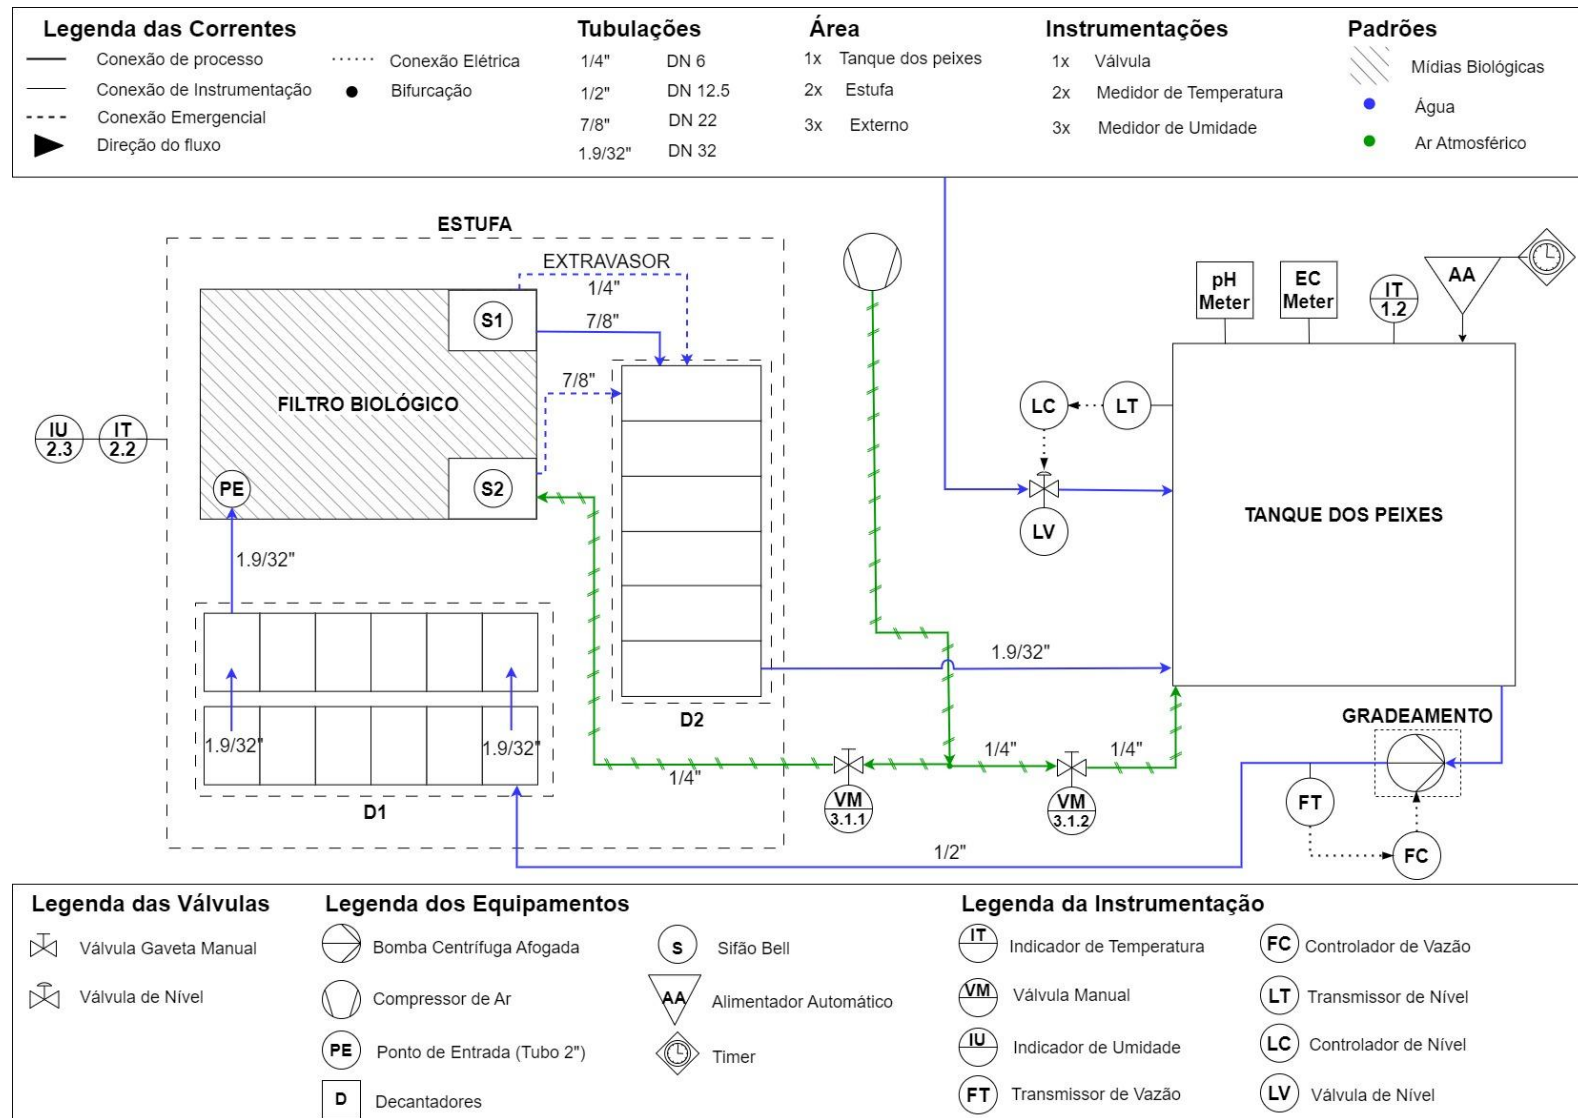 Legenda das Correntes
Conexão de processo
Conexão Elétrica
Conexão de Instrumentação
Bifurcação
Conexão Emergencial
Direção do fluxo
Tubulações
1/4" DN 6
1/2" DN 12.5
7/8" DN 22
1.9/32" DN 32
Área
1x Tanque dos peixes
2x Estufa
3x Externo
Instrumentações
1x Válvula
2x Medidor de Temperatura
3x Medidor de Umidade
Padrões
Mídias Biológicas
Água
Ar Atmosférico
ESTUFA
EXTRAVASOR
1/4"
S1
7/8"
7/8"
FILTRO BIOLÓGICO
IU
2.3
IT
2.2
PE
S2
1.9/32"
1.9/32"
1.9/32"
D1
D2
pH
Meter
EC
Meter
IT
1.2
AA
LC
LT
LV
TANQUE DOS PEIXES
1.9/32"
1/4"
1/4"
1/4"
VM
3.1.1
VM
3.1.2
GRADEAMENTO
FT
FC
1/2"
Legenda das Válvulas
Válvula Gaveta Manual
Válvula de Nível
Legenda dos Equipamentos
Bomba Centrífuga Afogada
Compressor de Ar
PE Ponto de Entrada (Tubo 2")
D Decantadores
S Sifão Bell
AA Alimentador Automático
Timer
Legenda da Instrumentação
IT Indicador de Temperatura
VM Válvula Manual
IU Indicador de Umidade
FT Transmissor de Vazão
FC Controlador de Vazão
LT Transmissor de Nível
LC Controlador de Nível
LV Válvula de Nível